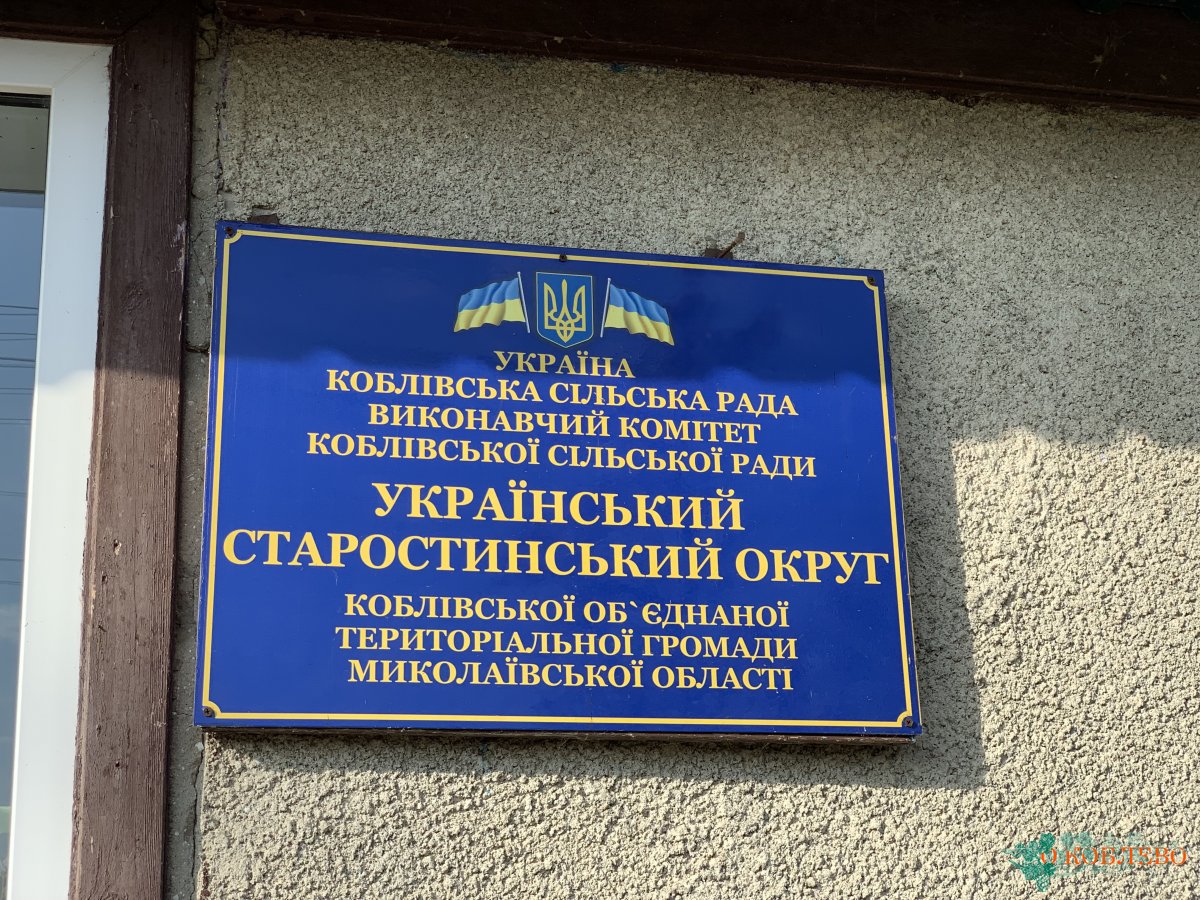 УКРАЇНА
КОБЛІВСЬКА СІЛЬСЬКА РАДА
ВИКОНАВЧИЙ КОМІТЕТ
КОБЛІВСЬКОЇ СІЛЬСЬКОЇ РАДИ
УКРАЇНСЬКИЙ
СТАРОСТИНСЬКИЙ ОКРУГ
КОБЛІВСЬКОЇ ОБ`ЄДНАНОЇ
ТЕРИТОРІАЛЬНОЇ ГРОМАДИ
МИКОЛАЇВСЬКОЇ ОБЛАСТІ
КОБЛЕВО